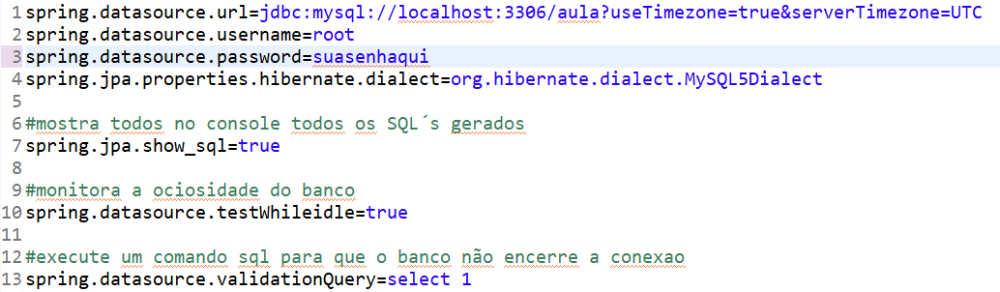 1 spring.datasource.url=jdbc:mysql://localhost:3306/aula?useTimezone=true&serverTimezone=UTC
2 spring.datasource.username=root
3 spring.datasource.password=suasenhaqui
4 spring.jpa.properties.hibernate.dialect=org.hibernate.dialect.MySQL5Dialect
5
6 #mostra todos no console todos os SQL´s gerados
7 spring.jpa.show_sql=true
8
9 #monitora a ociosidade do banco
10 spring.datasource.testWhileidle=true
11
12 #execute um comando sql para que o banco não encerre a conexao
13 spring.datasource.validationQuery=select 1